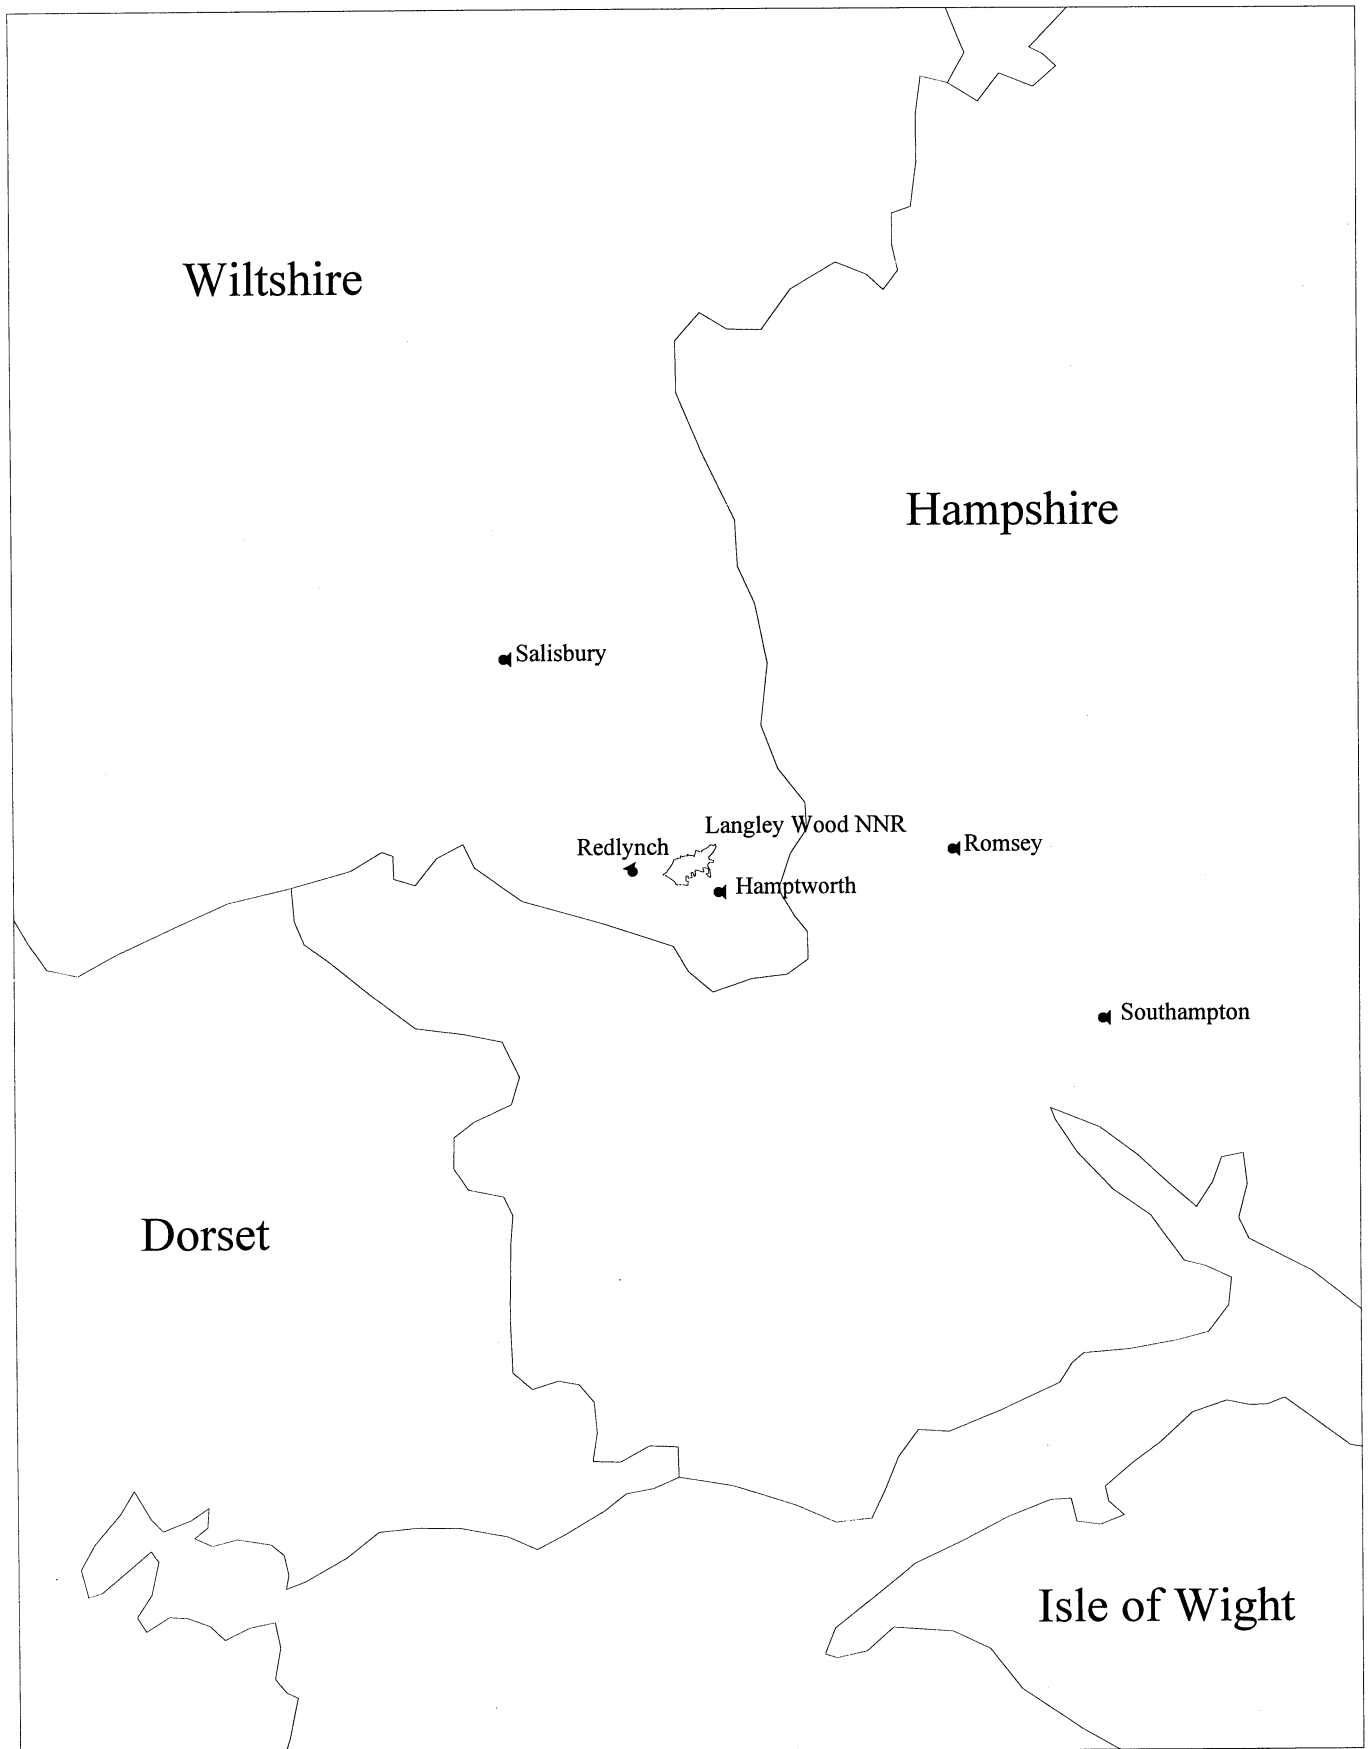 Wiltshire
Hampshire
Salisbury
Langley Wood NNR
Redlynch
Romsey
Hamptworth
Southampton
Dorset
Isle of Wight